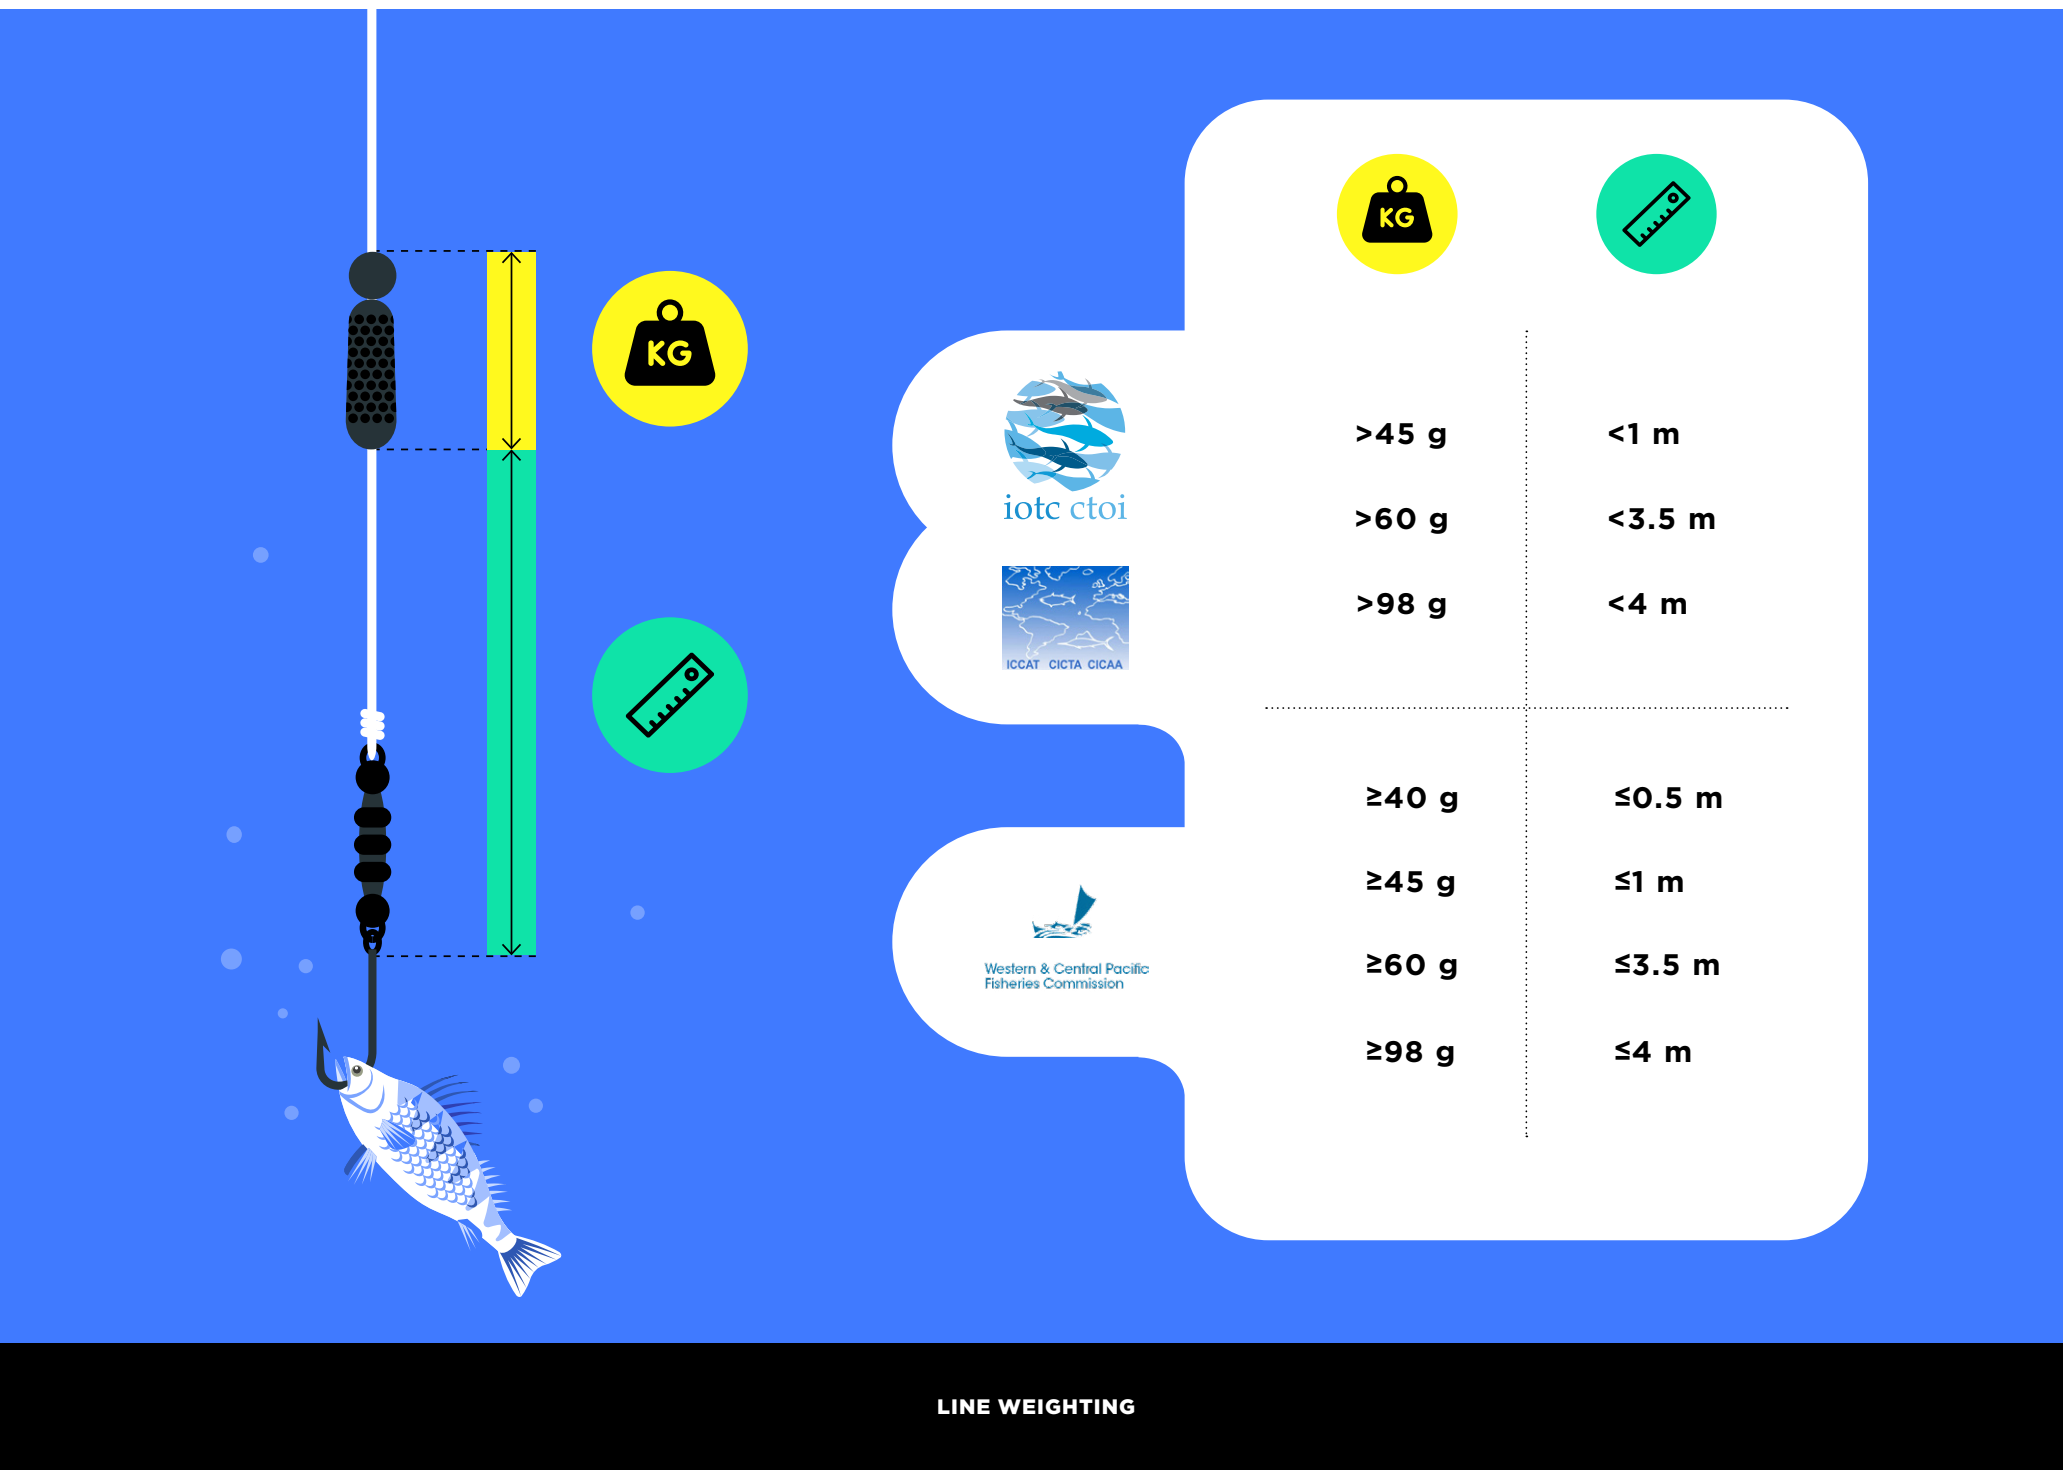 KG
KG
iotc ctoi
>45 g <1 m
>60 g <3.5 m
>98 g <4 m
ICCAT CICTA CICAA
≥40 g ≤0.5 m
≥45 g ≤1 m
Western & Central Pacific
Fisheries Commission
≥60 g ≤3.5 m
≥98 g ≤4 m
LINE WEIGHTING